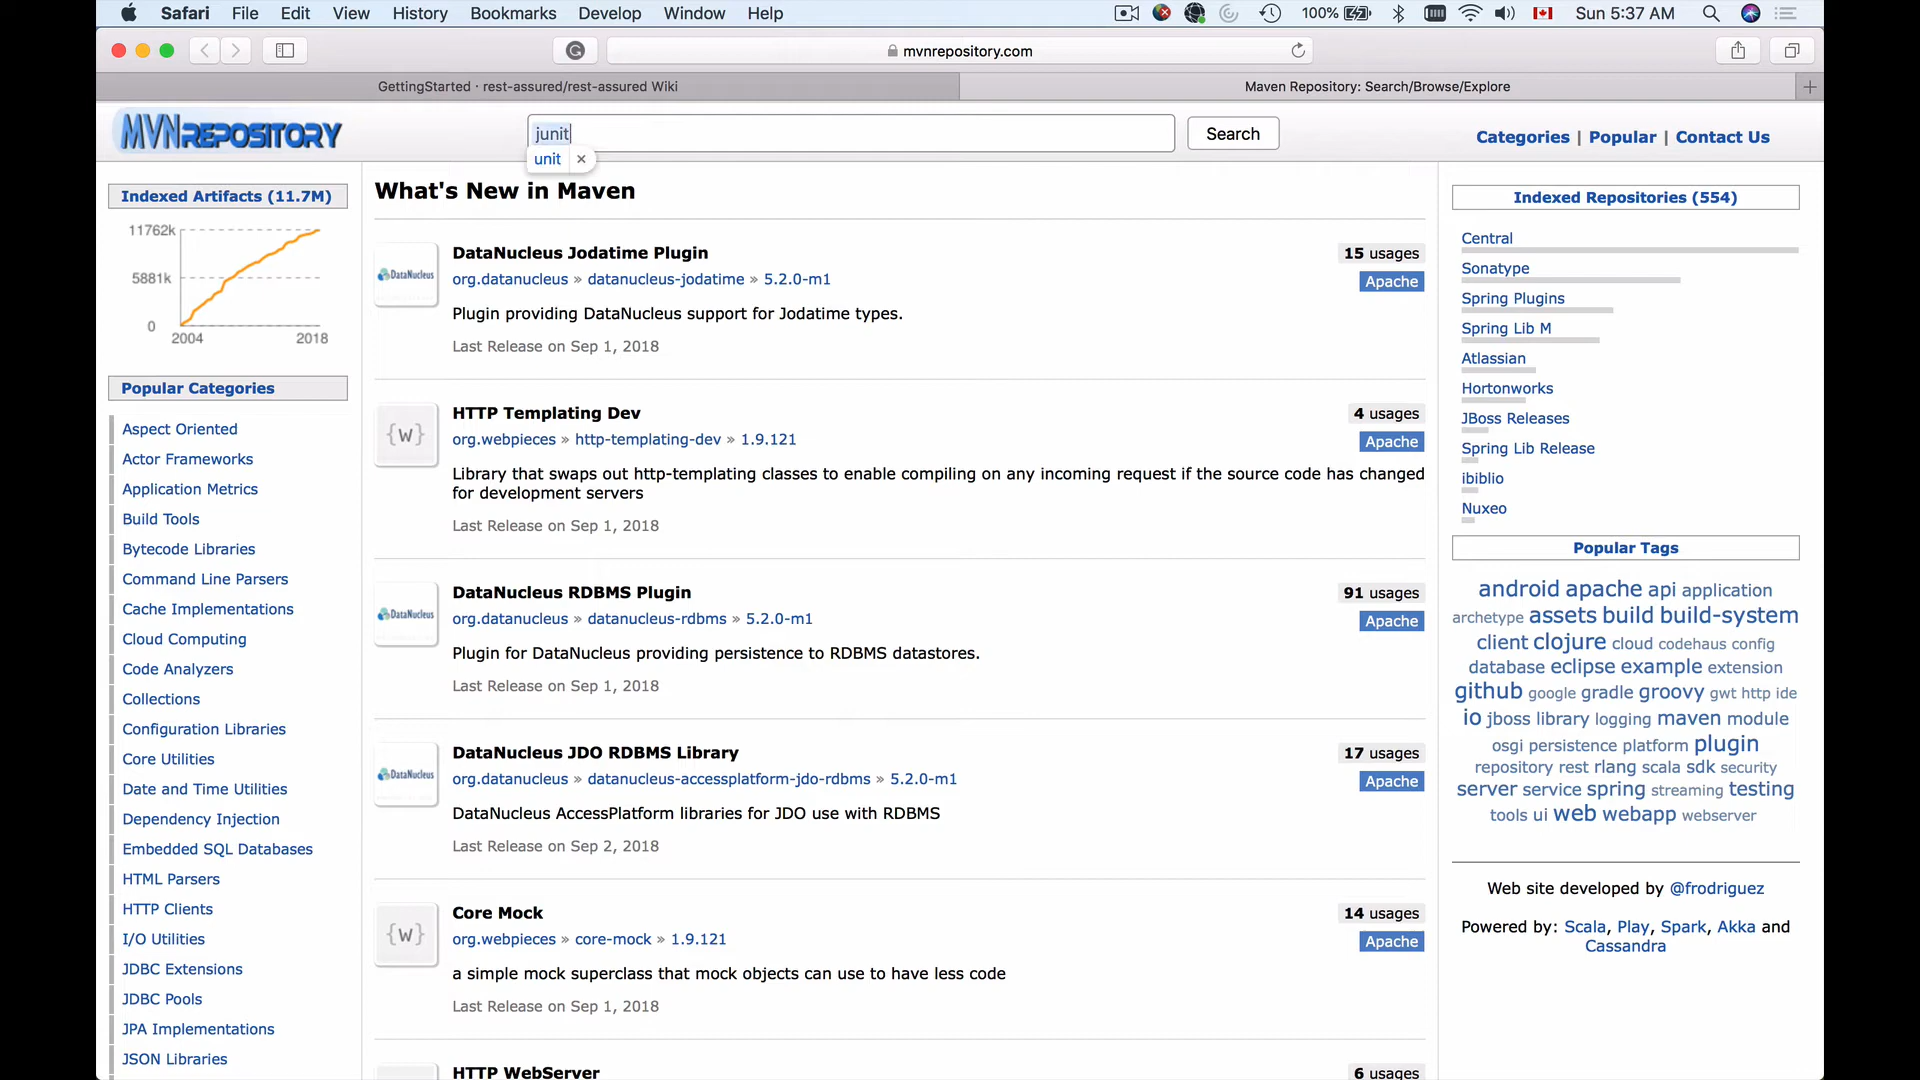 Safari File Edit View History Bookmarks Develop Window Help 100% Sun 5:37 AM
mvnrepository.com
GettingStarted · rest-assured/rest-assured Wiki
Maven Repository: Search/Browse/Explore
MVNREPOSITORY
junit
Search
unit ×
Categories | Popular | Contact Us
Indexed Artifacts (11.7M)
11762k
5881k
0
2004 2018
Popular Categories
Aspect Oriented
Actor Frameworks
Application Metrics
Build Tools
Bytecode Libraries
Command Line Parsers
Cache Implementations
Cloud Computing
Code Analyzers
Collections
Configuration Libraries
Core Utilities
Date and Time Utilities
Dependency Injection
Embedded SQL Databases
HTML Parsers
HTTP Clients
I/O Utilities
JDBC Extensions
JDBC Pools
JPA Implementations
JSON Libraries
What's New in Maven
DataNucleus
DataNucleus Jodatime Plugin
15 usages
org.datanucleus » datanucleus-jodatime » 5.2.0-m1
Apache
Plugin providing DataNucleus support for Jodatime types.
Last Release on Sep 1, 2018
{w}
HTTP Templating Dev
4 usages
org.webpieces » http-templating-dev » 1.9.121
Apache
Library that swaps out http-templating classes to enable compiling on any incoming request if the source code has changed
for development servers
Last Release on Sep 1, 2018
DataNucleus
DataNucleus RDBMS Plugin
91 usages
org.datanucleus » datanucleus-rdbms » 5.2.0-m1
Apache
Plugin for DataNucleus providing persistence to RDBMS datastores.
Last Release on Sep 1, 2018
DataNucleus
DataNucleus JDO RDBMS Library
17 usages
org.datanucleus » datanucleus-accessplatform-jdo-rdbms » 5.2.0-m1
Apache
DataNucleus AccessPlatform libraries for JDO use with RDBMS
Last Release on Sep 2, 2018
{w}
Core Mock
14 usages
org.webpieces » core-mock » 1.9.121
Apache
a simple mock superclass that mock objects can use to have less code
Last Release on Sep 1, 2018
HTTP WebServer
6 usages
Indexed Repositories (554)
Central
Sonatype
Spring Plugins
Spring Lib M
Atlassian
Hortonworks
JBoss Releases
Spring Lib Release
ibiblio
Nuxeo
Popular Tags
android apache api application
archetype assets build build-system
client clojure cloud codehaus config
database eclipse example extension
github google gradle groovy gwt http ide
io jboss library logging maven module
osgi persistence platform plugin
repository rest rlang scala sdk security
server service spring streaming testing
tools ui web webapp webserver
Web site developed by @frodriguez
Powered by: Scala, Play, Spark, Akka and
Cassandra